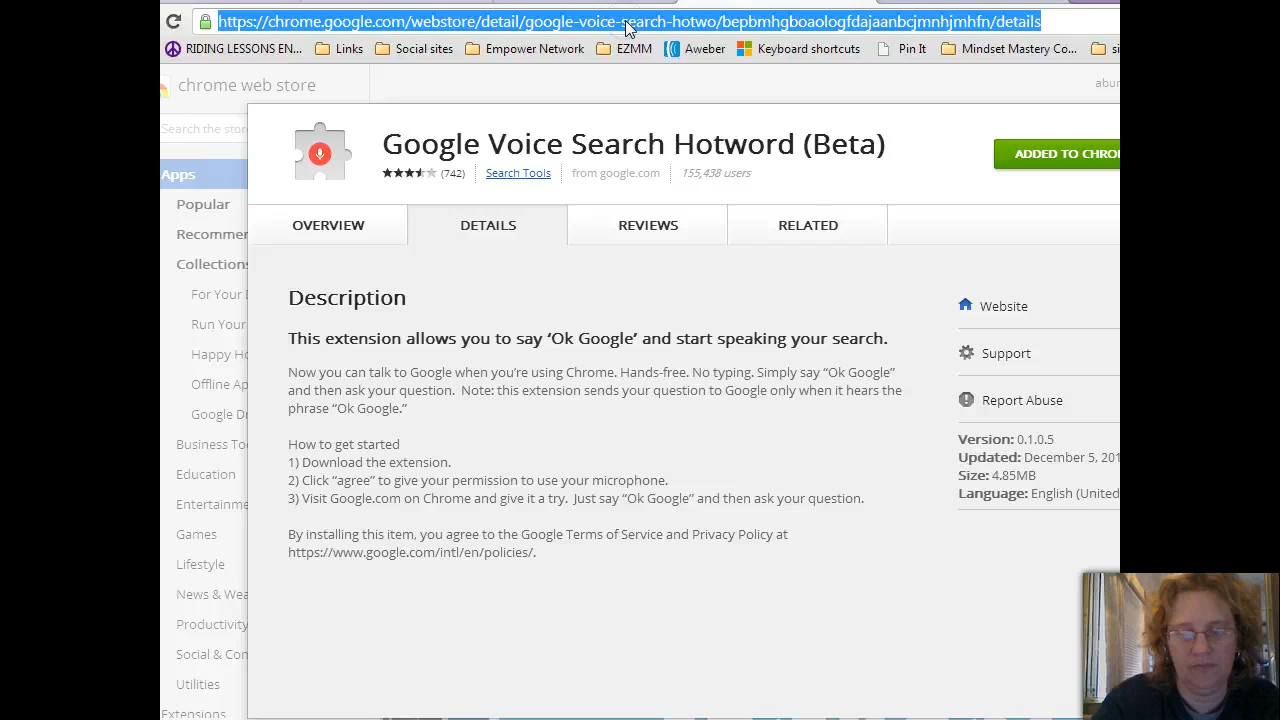 https://chrome.google.com/webstore/detail/google-voice-search-hotwo/bepbmhgboaologfdajaanbcjmnhjmhfn/details
RIDING LESSONS EN... Links Social sites Empower Network EZMM Aweber Keyboard shortcuts Pin It Mindset Mastery Co... si
chrome web store
abun
Search the store
Google Voice Search Hotword (Beta)
ADDED TO CHRO
(742) Search Tools from google.com 155,438 users
Apps
Popular
Recommen
Collections
For Your D
Run Your
Happy Ho
Offline Ap
Google Dr
Business Too
Education
Entertainme
Games
Lifestyle
News & Wea
Productivity
Social & Con
Utilities
Extensions
OVERVIEW DETAILS REVIEWS RELATED
Description
This extension allows you to say ‘Ok Google’ and start speaking your search.
Now you can talk to Google when you’re using Chrome. Hands-free. No typing. Simply say “Ok Google”
and then ask your question. Note: this extension sends your question to Google only when it hears the
phrase “Ok Google.”
How to get started
1) Download the extension.
2) Click “agree” to give your permission to use your microphone.
3) Visit Google.com on Chrome and give it a try. Just say “Ok Google” and then ask your question.
By installing this item, you agree to the Google Terms of Service and Privacy Policy at
https://www.google.com/intl/en/policies/.
Website
Support
Report Abuse
Version: 0.1.0.5
Updated: December 5, 201
Size: 4.85MB
Language: English (United